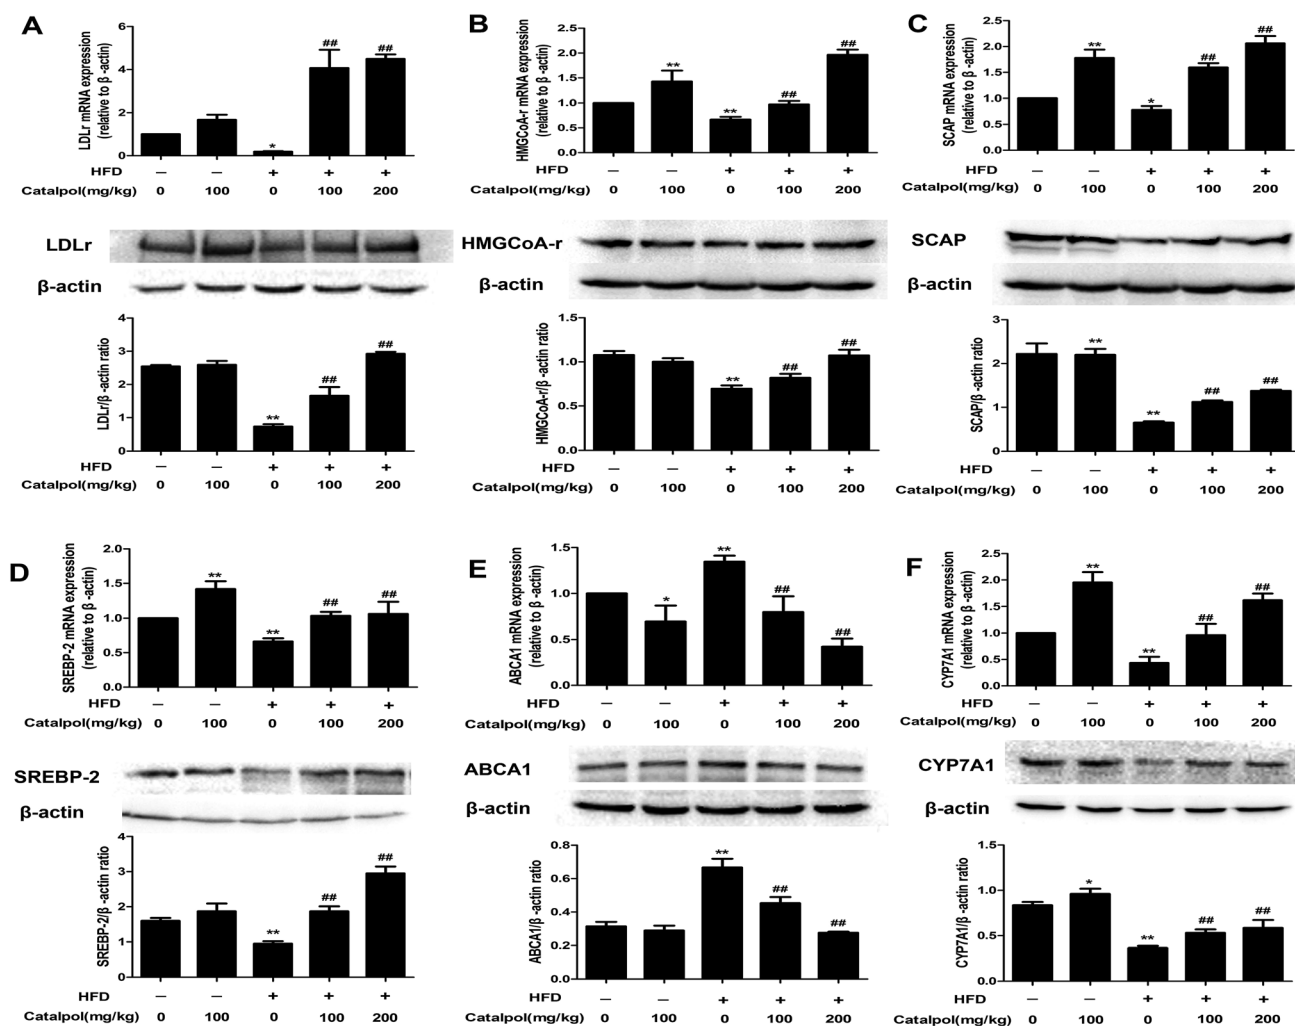 A
LDLr mRNA expression
(relative to β -actin)
6
4
2
0
*
##
##
HFD
— — + + +
Catalpol(mg/kg)
0 100 0 100 200
LDLr
β-actin
LDLr/β -actin ratio
4
3
2
1
0
**
##
##
HFD
— — + + +
Catalpol(mg/kg)
0 100 0 100 200
B
HMGCoA-r mRNA expression
(relative to β -actin)
2.5
2.0
1.5
1.0
0.5
0.0
**
**
##
##
HFD
— — + + +
Catalpol(mg/kg)
0 100 0 100 200
HMGCoA-r
β-actin
HMGCoA-r/β -actin ratio
1.5
1.0
0.5
0.0
**
##
##
HFD
— — + + +
Catalpol(mg/kg)
0 100 0 100 200
C
SCAP mRNA expression
(relative to β -actin)
2.5
2.0
1.5
1.0
0.5
0.0
**
*
##
##
HFD
— — + + +
Catalpol(mg/kg)
0 100 0 100 200
SCAP
β-actin
SCAP/β -actin ratio
3
2
2
1
0
**
**
##
##
HFD
— — + + +
Catalpol(mg/kg)
0 100 0 100 200
D
SREBP-2 mRNA expression
(relative to β -actin)
2.0
1.5
1.0
0.5
0.0
**
**
##
##
HFD
— — + + +
Catalpol(mg/kg)
0 100 0 100 200
SREBP-2
β-actin
SREBP-2/β -actin ratio
4
3
2
1
0
**
##
##
HFD
— — + + +
Catalpol(mg/kg)
0 100 0 100 200
E
ABCA1 mRNA expression
(relative to β -actin)
1.5
1.0
0.5
0.0
*
**
##
##
HFD
— — + + +
Catalpol(mg/kg)
0 100 0 100 200
ABCA1
β-actin
ABCA1/β -actin ratio
0.8
0.6
0.4
0.2
0.0
**
##
##
HFD
— — + + +
Catalpol(mg/kg)
0 100 0 100 200
F
CYP7A1 mRNA expression
(relative to β -actin)
2.5
2.0
1.5
1.0
0.5
0.0
**
**
##
##
HFD
— — + + +
Catalpol(mg/kg)
0 100 0 100 200
CYP7A1
β-actin
CYP7A1/β -actin ratio
1.5
1.0
0.5
0.0
*
**
##
##
HFD
— — + + +
Catalpol(mg/kg)
0 100 0 100 200